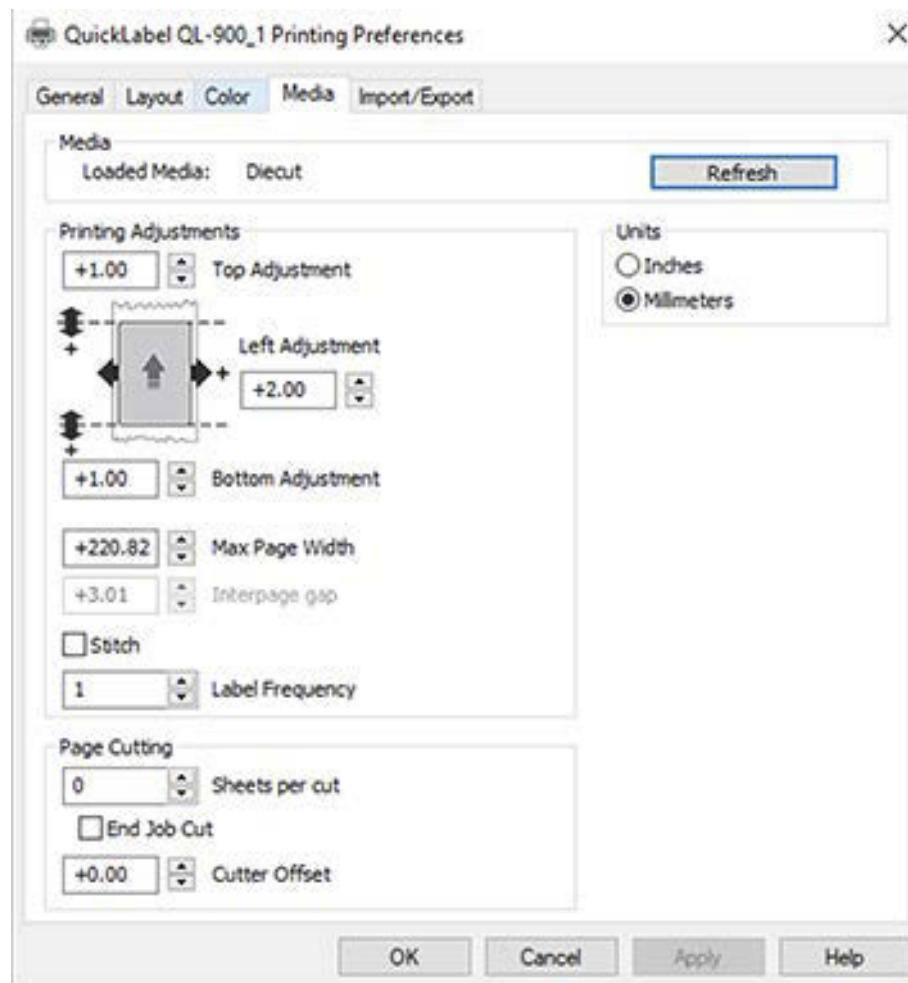 QuickLabel QL-900_1 Printing Preferences
General Layout Color Media Import/Export
Media
Loaded Media: Diecut Refresh
Printing Adjustments
+1.00 Top Adjustment
+
Left Adjustment
+
+2.00
+
+1.00 Bottom Adjustment
+220.82 Max Page Width
+3.01 Interpage gap
Stitch
1 Label Frequency
Units
Inches
Millimeters
Page Cutting
0 Sheets per cut
End Job Cut
+0.00 Cutter Offset
OK Cancel Apply Help